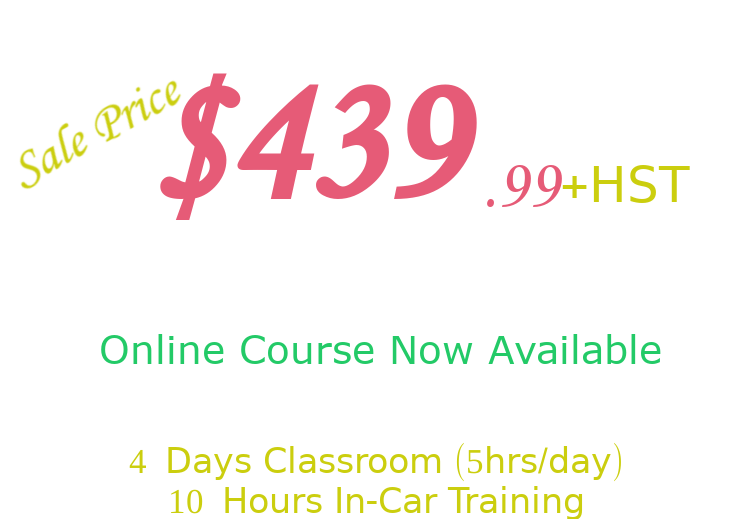 Sale Price
$439.99+HST
Online Course Now Available
4 Days Classroom (5hrs/day)
10 Hours In-Car Training